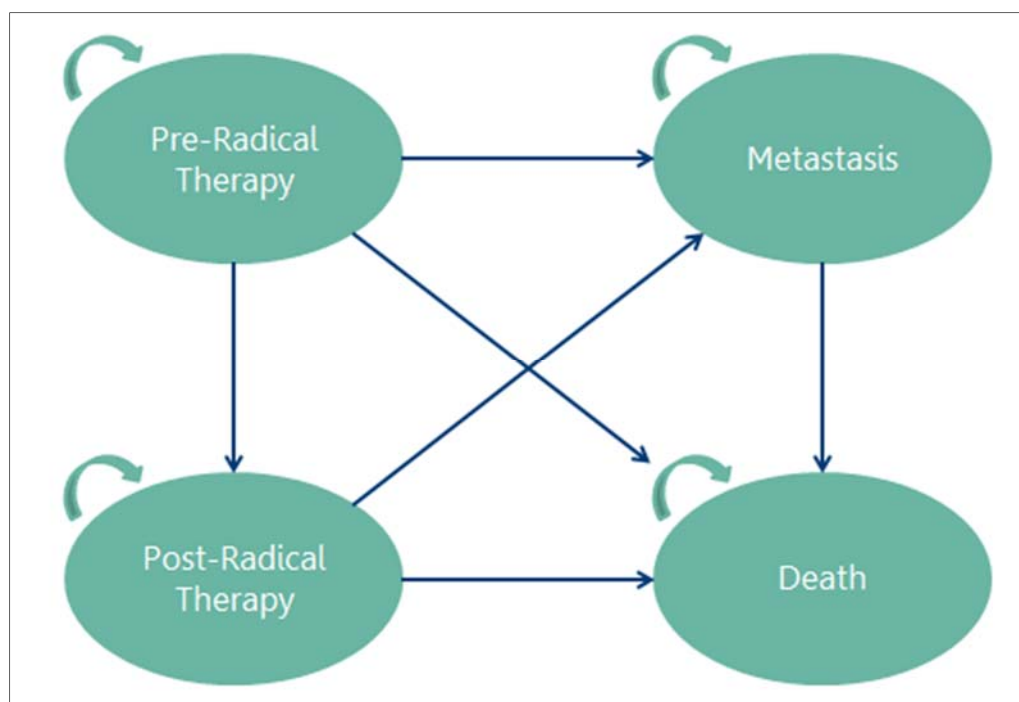 Pre-Radical
Therapy
Metastasis
Post-Radical
Therapy
Death